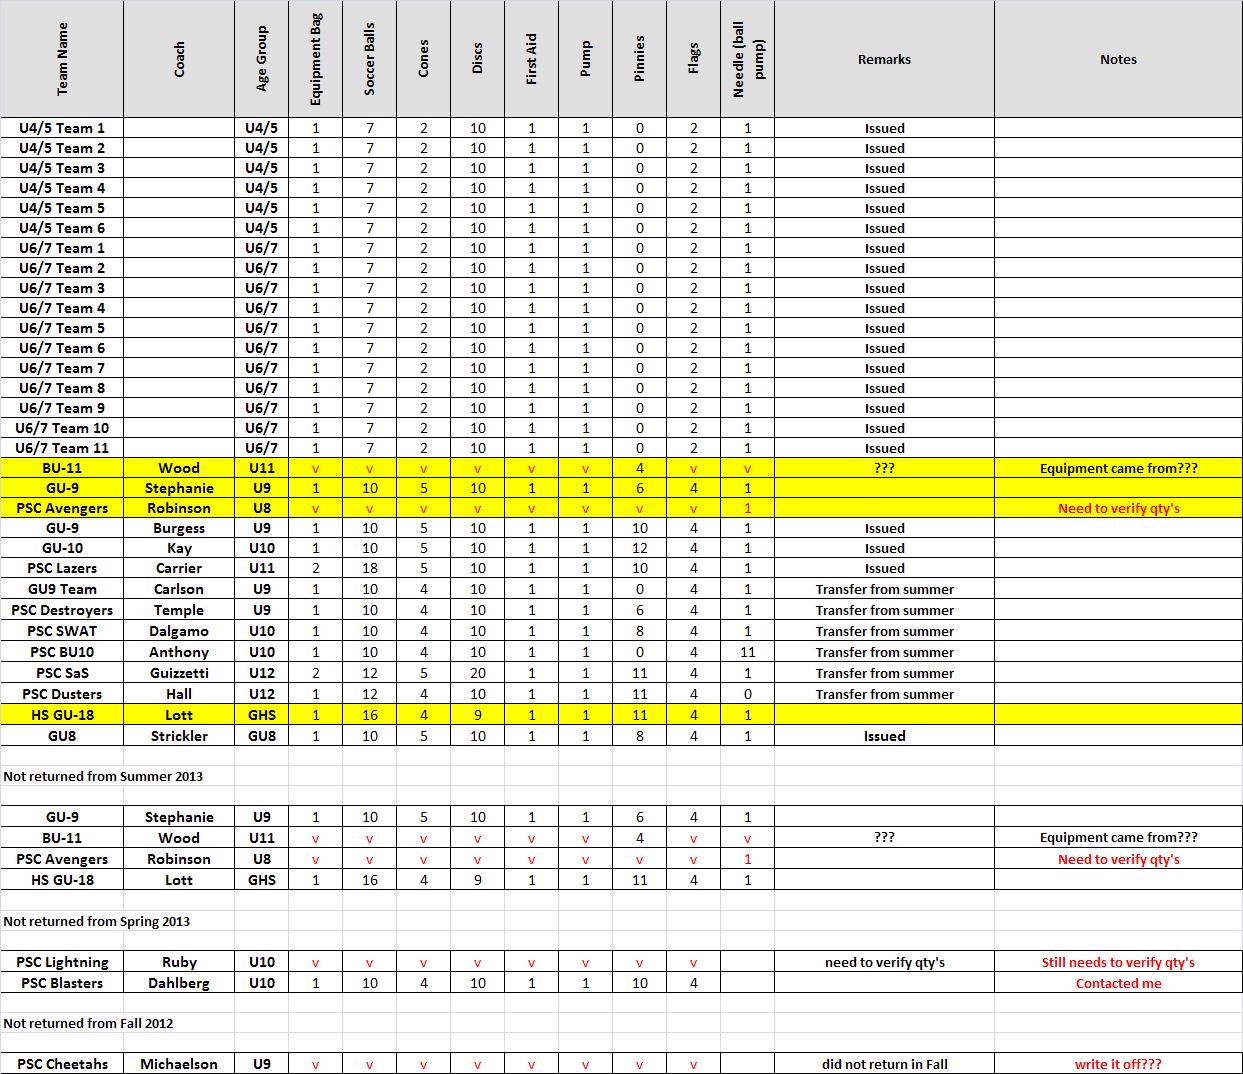 Team Name Coach Age Group Equipment Bag Soccer Balls Cones Discs First Aid Pump Pinnies Flags Needle (ball pump) Remarks Notes
U4/5 Team 1 U4/5 1 7 2 10 1 1 0 2 1 Issued
U4/5 Team 2 U4/5 1 7 2 10 1 1 0 2 1 Issued
U4/5 Team 3 U4/5 1 7 2 10 1 1 0 2 1 Issued
U4/5 Team 4 U4/5 1 7 2 10 1 1 0 2 1 Issued
U4/5 Team 5 U4/5 1 7 2 10 1 1 0 2 1 Issued
U4/5 Team 6 U4/5 1 7 2 10 1 1 0 2 1 Issued
U6/7 Team 1 U6/7 1 7 2 10 1 1 0 2 1 Issued
U6/7 Team 2 U6/7 1 7 2 10 1 1 0 2 1 Issued
U6/7 Team 3 U6/7 1 7 2 10 1 1 0 2 1 Issued
U6/7 Team 4 U6/7 1 7 2 10 1 1 0 2 1 Issued
U6/7 Team 5 U6/7 1 7 2 10 1 1 0 2 1 Issued
U6/7 Team 6 U6/7 1 7 2 10 1 1 0 2 1 Issued
U6/7 Team 7 U6/7 1 7 2 10 1 1 0 2 1 Issued
U6/7 Team 8 U6/7 1 7 2 10 1 1 0 2 1 Issued
U6/7 Team 9 U6/7 1 7 2 10 1 1 0 2 1 Issued
U6/7 Team 10 U6/7 1 7 2 10 1 1 0 2 1 Issued
U6/7 Team 11 U6/7 1 7 2 10 1 1 0 2 1 Issued
BU-11 Wood U11 v v v v v v 4 v v ??? Equipment came from???
GU-9 Stephanie U9 1 10 5 10 1 1 6 4 1
PSC Avengers Robinson U8 v v v v v v v v 1 Need to verify qty's
GU-9 Burgess U9 1 10 5 10 1 1 10 4 1 Issued
GU-10 Kay U10 1 10 5 10 1 1 12 4 1 Issued
PSC Lazers Carrier U11 2 18 5 10 1 1 10 4 1 Issued
GU9 Team Carlson U9 1 10 4 10 1 1 0 4 1 Transfer from summer
PSC Destroyers Temple U9 1 10 4 10 1 1 6 4 1 Transfer from summer
PSC SWAT Dalgamo U10 1 10 4 10 1 1 8 4 1 Transfer from summer
PSC BU10 Anthony U10 1 10 4 10 1 1 0 4 11 Transfer from summer
PSC SaS Guizzetti U12 2 12 5 20 1 1 11 4 1 Transfer from summer
PSC Dusters Hall U12 1 12 4 10 1 1 11 4 0 Transfer from summer
HS GU-18 Lott GHS 1 16 4 9 1 1 11 4 1
GU8 Strickler GU8 1 10 5 10 1 1 8 4 1 Issued
Not returned from Summer 2013
GU-9 Stephanie U9 1 10 5 10 1 1 6 4 1
BU-11 Wood U11 v v v v v v 4 v v ??? Equipment came from???
PSC Avengers Robinson U8 v v v v v v v v 1 Need to verify qty's
HS GU-18 Lott GHS 1 16 4 9 1 1 11 4 1
Not returned from Spring 2013
PSC Lightning Ruby U10 v v v v v v v v need to verify qty's Still needs to verify qty's
PSC Blasters Dahlberg U10 1 10 4 10 1 1 10 4 Contacted me
Not returned from Fall 2012
PSC Cheetahs Michaelson U9 v v v v v v v v did not return in Fall write it off???